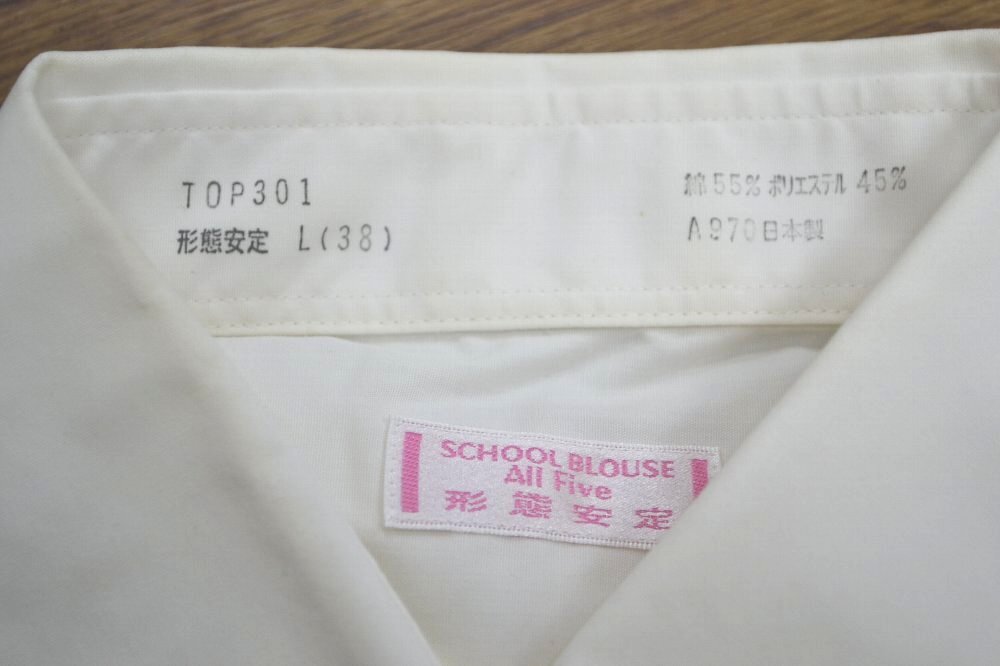 TOP301
形態安定 L(38)
綿55% ポリエステル 45%
A970日本製
SCHOOL BLOUSE
All Five
形態安定